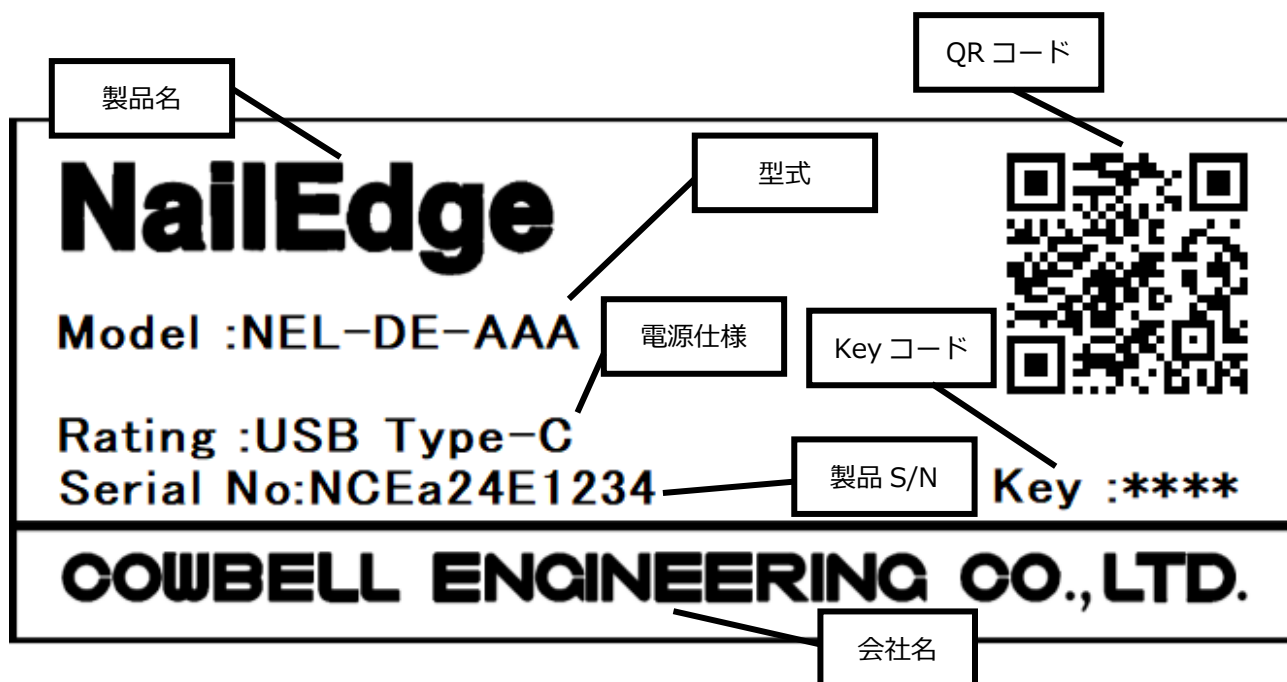 QR コード
製品名
NailEdge
型式
Model :NEL-DE-AAA
電源仕様
Key コード
Rating :USB Type-C
Serial No:NCEa24E1234
製品 S/N
Key :****
COWBELL ENGINEERING CO.,LTD.
会社名